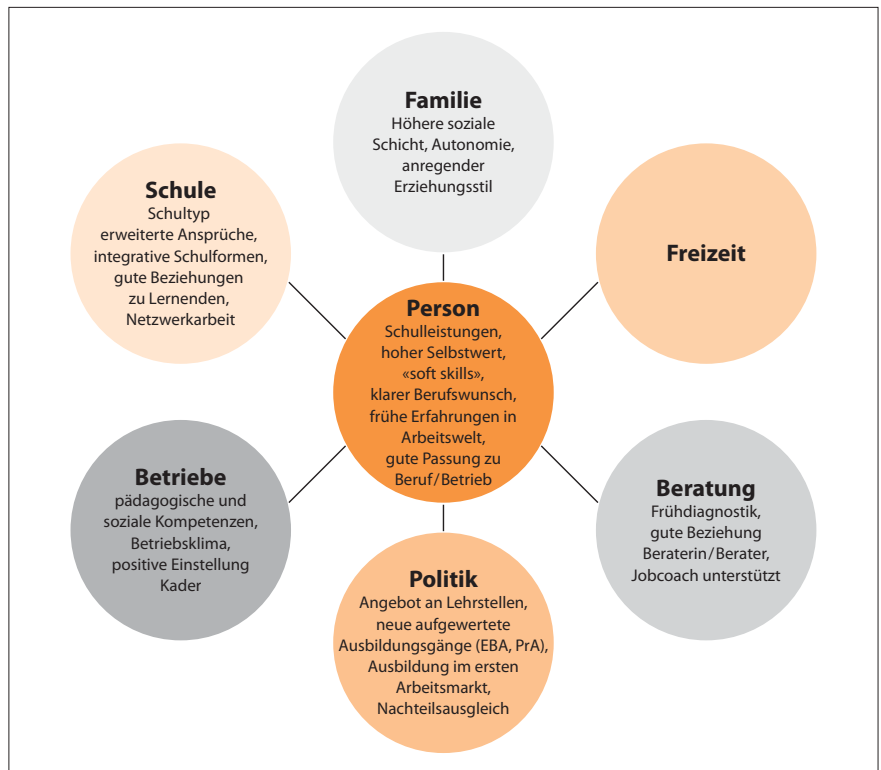 Familie
Höhere soziale
Schicht, Autonomie,
anregender
Erziehungsstil
Schule
Schultyp
erweiterte Ansprüche,
integrative Schulformen,
gute Beziehungen
zu Lernenden,
Netzwerkarbeit
Freizeit
Person
Schulleistungen,
hoher Selbstwert,
«soft skills»,
klarer Berufswunsch,
frühe Erfahrungen in
Arbeitswelt,
gute Passung zu
Beruf/Betrieb
Betriebe
pädagogische und
soziale Kompetenzen,
Betriebsklima,
positive Einstellung
Kader
Beratung
Frühdiagnostik,
gute Beziehung
Beraterin/Berater,
Jobcoach unterstützt
Politik
Angebot an Lehrstellen,
neue aufgewertete
Ausbildungsgänge (EBA, PrA),
Ausbildung im ersten
Arbeitsmarkt,
Nachteilsausgleich